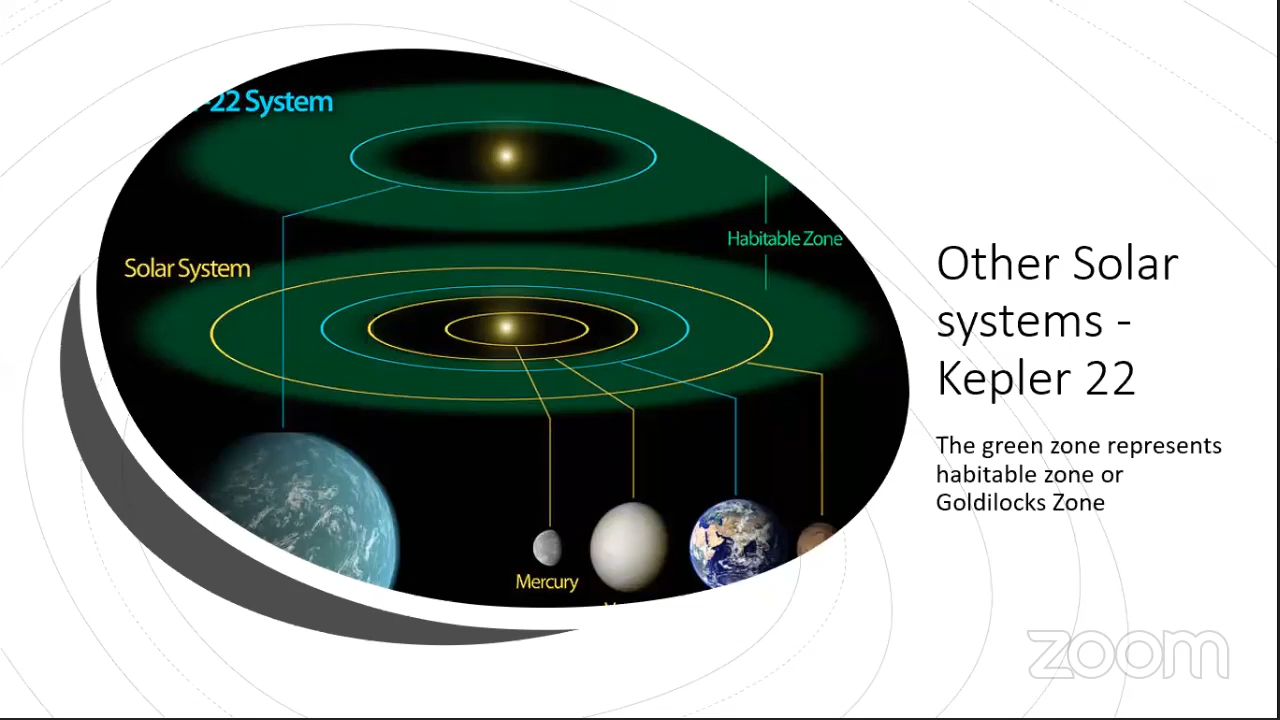 -22 System
Habitable Zone
Solar System
Mercury
Other Solar
systems -
Kepler 22
The green zone represents
habitable zone or
Goldilocks Zone
zoom